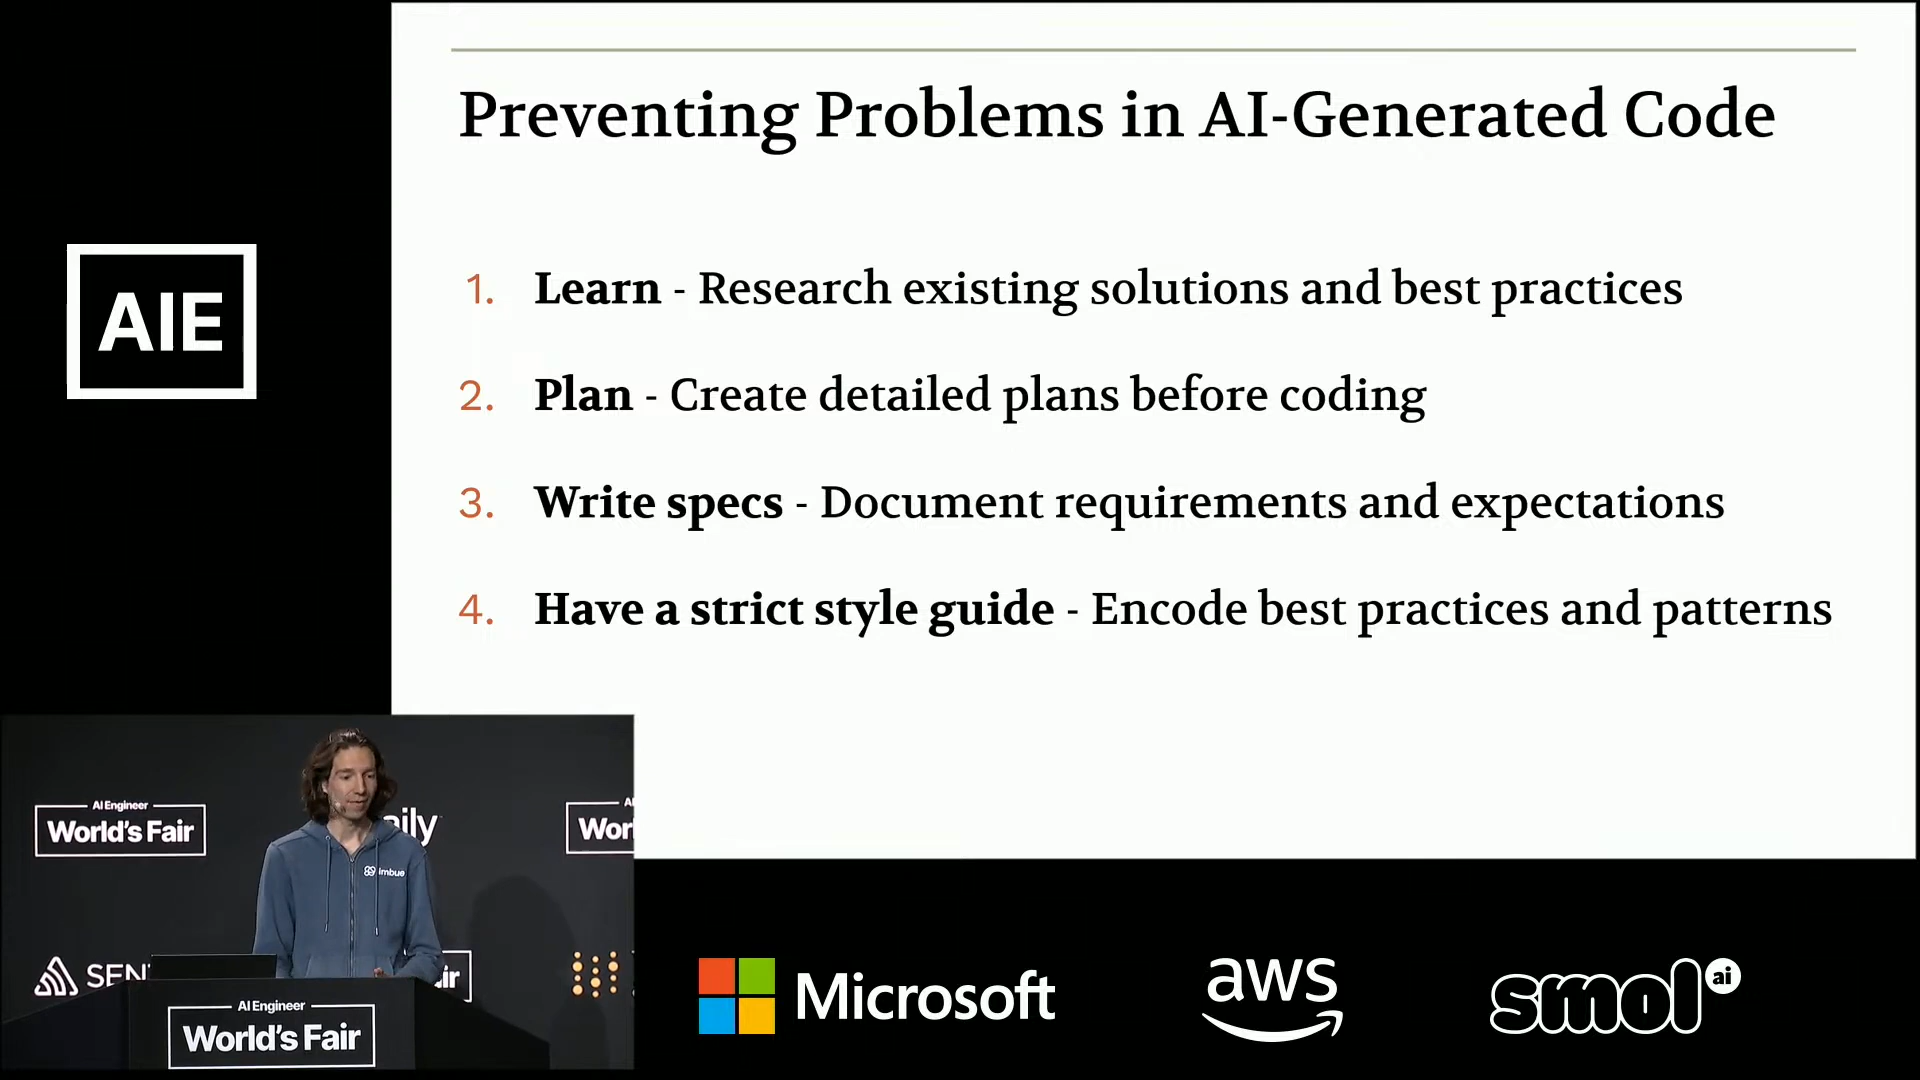 Preventing Problems in AI-Generated Code
1. Learn - Research existing solutions and best practices
2. Plan - Create detailed plans before coding
3. Write specs - Document requirements and expectations
4. Have a strict style guide - Encode best practices and patterns
AIE
AI Engineer
World's Fair
imbue
AI Engineer
World's Fair
Microsoft
aws
smol ai